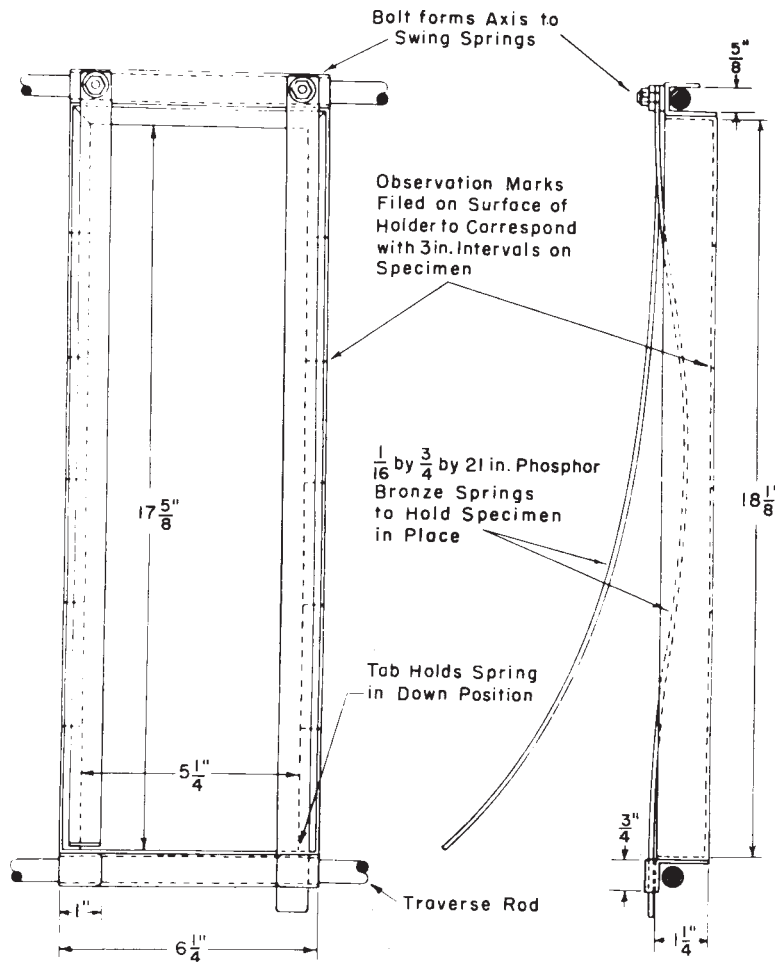 Bolt forms Axis to
Swing Springs
5/8"
Observation Marks
Filed on Surface of
Holder to Correspond
with 3in. Intervals on
Specimen
1/16 by 3/4 by 21 in. Phosphor
Bronze Springs
to Hold Specimen
in Place
17 5/8"
18 1/8"
Tab Holds Spring
in Down Position
5 1/4"
3/4"
Traverse Rod
1"
6 1/4"
1 1/4"